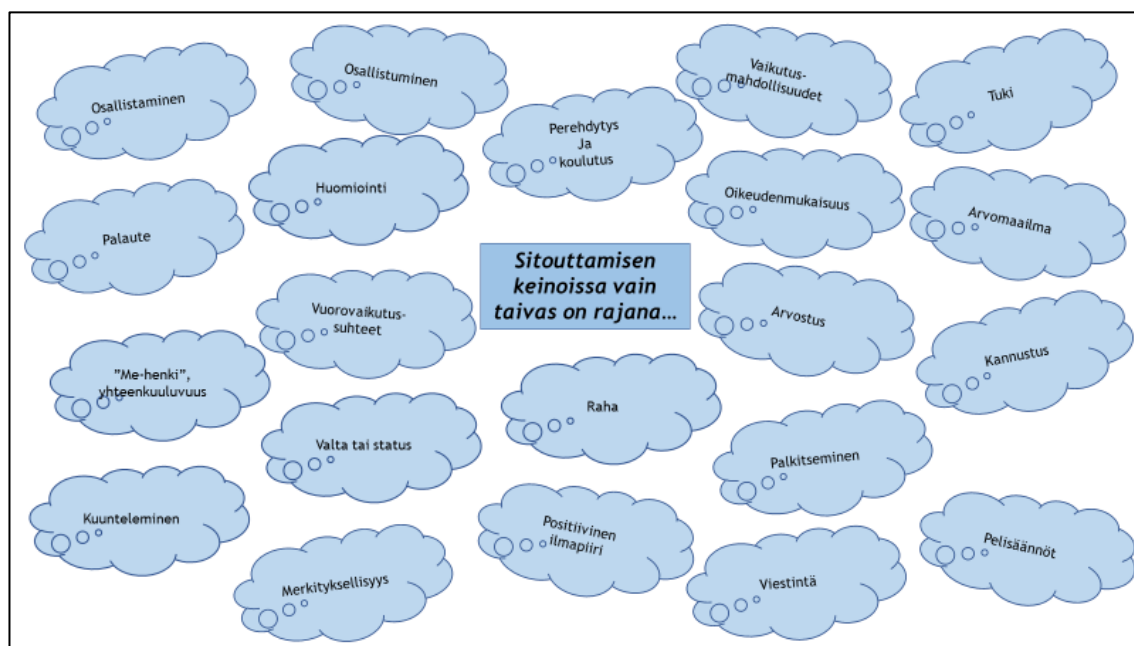 Osallistaminen
Osallistuminen
Vaikutus-
mahdollisuudet
Tuki
Perehdytys
Ja
koulutus
Huomiointi
Oikeudenmukaisuus
Arvomaailma
Palaute
Sitouttamisen
keinoissa vain
taivas on rajana...
Vuorovaikutus-
suhteet
Arvostus
Kannustus
”Me-henki”,
yhteenkuuluvuus
Raha
Valta tai status
Palkitseminen
Kuunteleminen
Positiivinen
ilmapiiri
Pelisäännöt
Merkityksellisyys
Viestintä